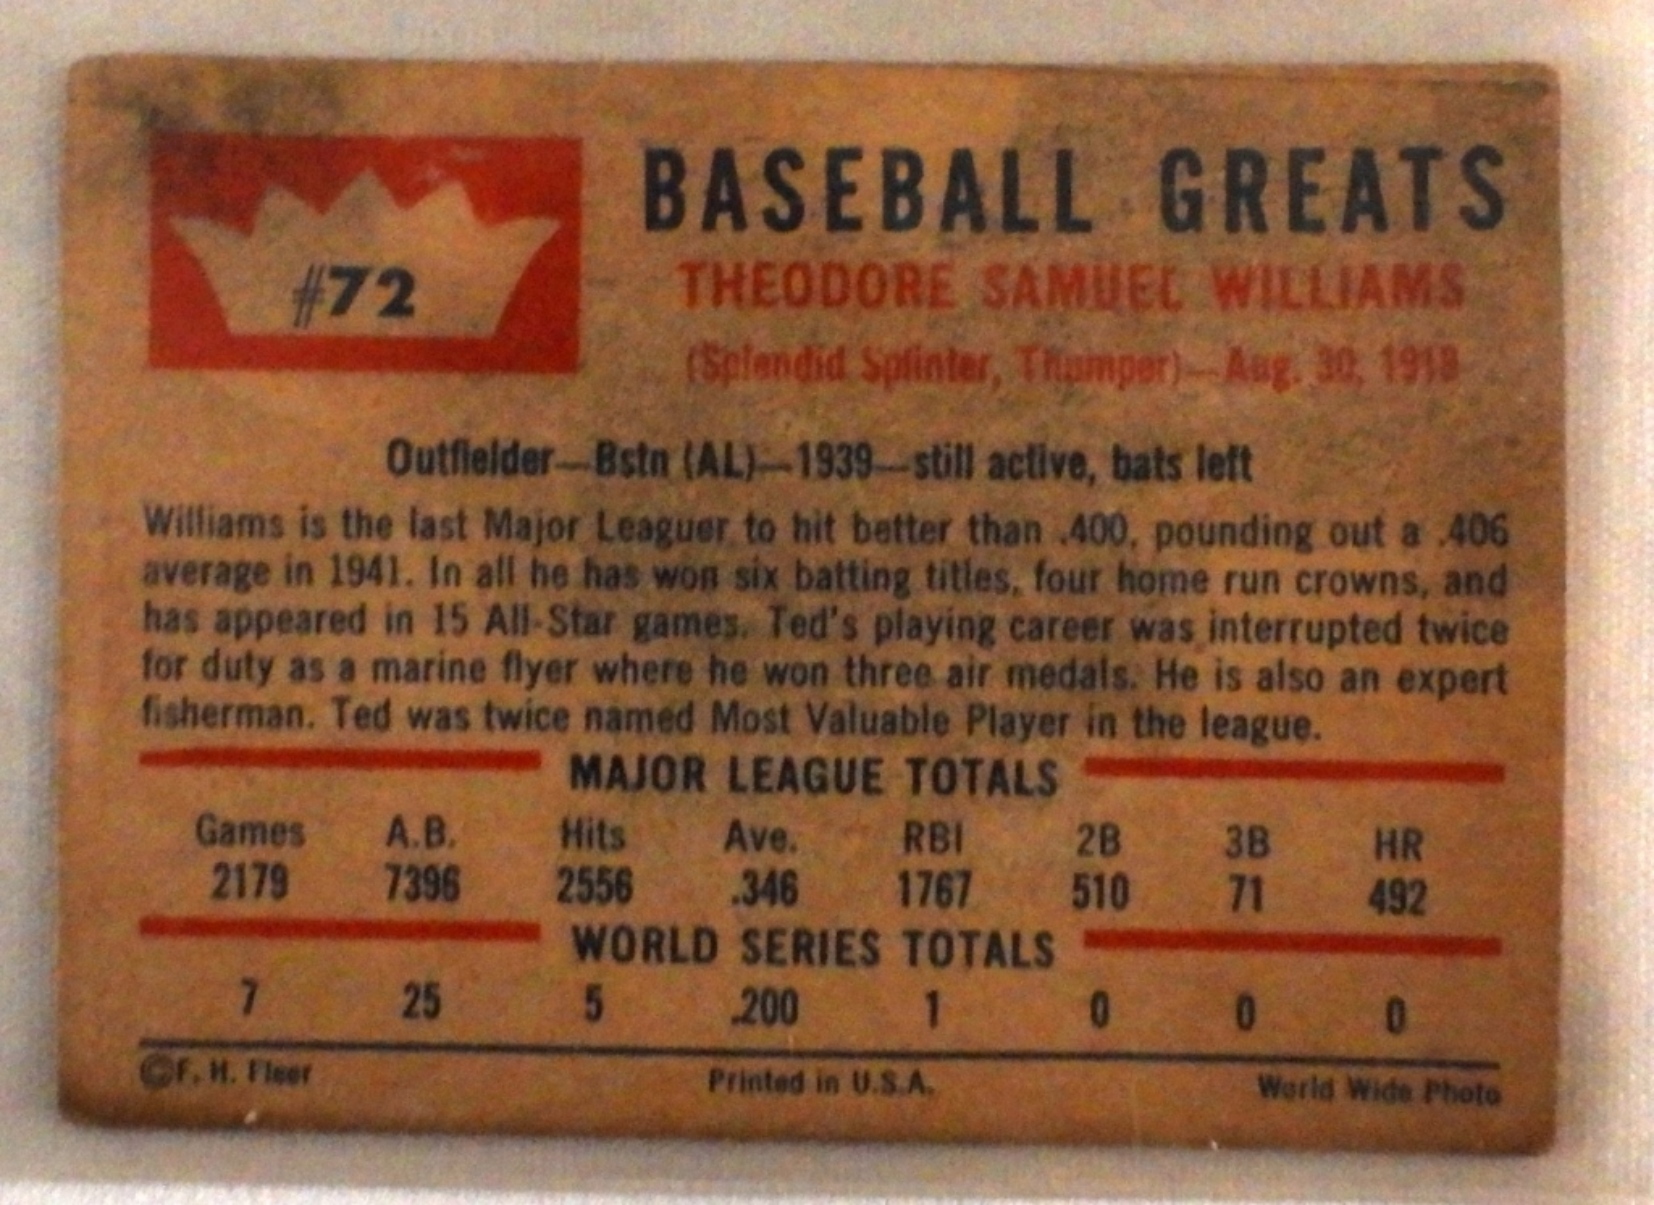 #72
BASEBALL GREATS
THEODORE SAMUEL WILLIAMS
(Splendid Splinter, Thumper)—Aug. 30, 1918
Outfielder—Bstn (AL)—1939—still active, bats left
Williams is the last Major Leaguer to hit better than .400, pounding out a .406
average in 1941. In all he has won six batting titles, four home run crowns, and
has appeared in 15 All-Star games. Ted's playing career was interrupted twice
for duty as a marine flyer where he won three air medals. He is also an expert
fisherman. Ted was twice named Most Valuable Player in the league.
MAJOR LEAGUE TOTALS
Games A.B. Hits Ave. RBI 2B 3B HR
2179 7396 2556 .346 1767 510 71 492
WORLD SERIES TOTALS
7 25 5 .200 1 0 0 0
©F. H. Fleer Printed in U.S.A. World Wide Photo